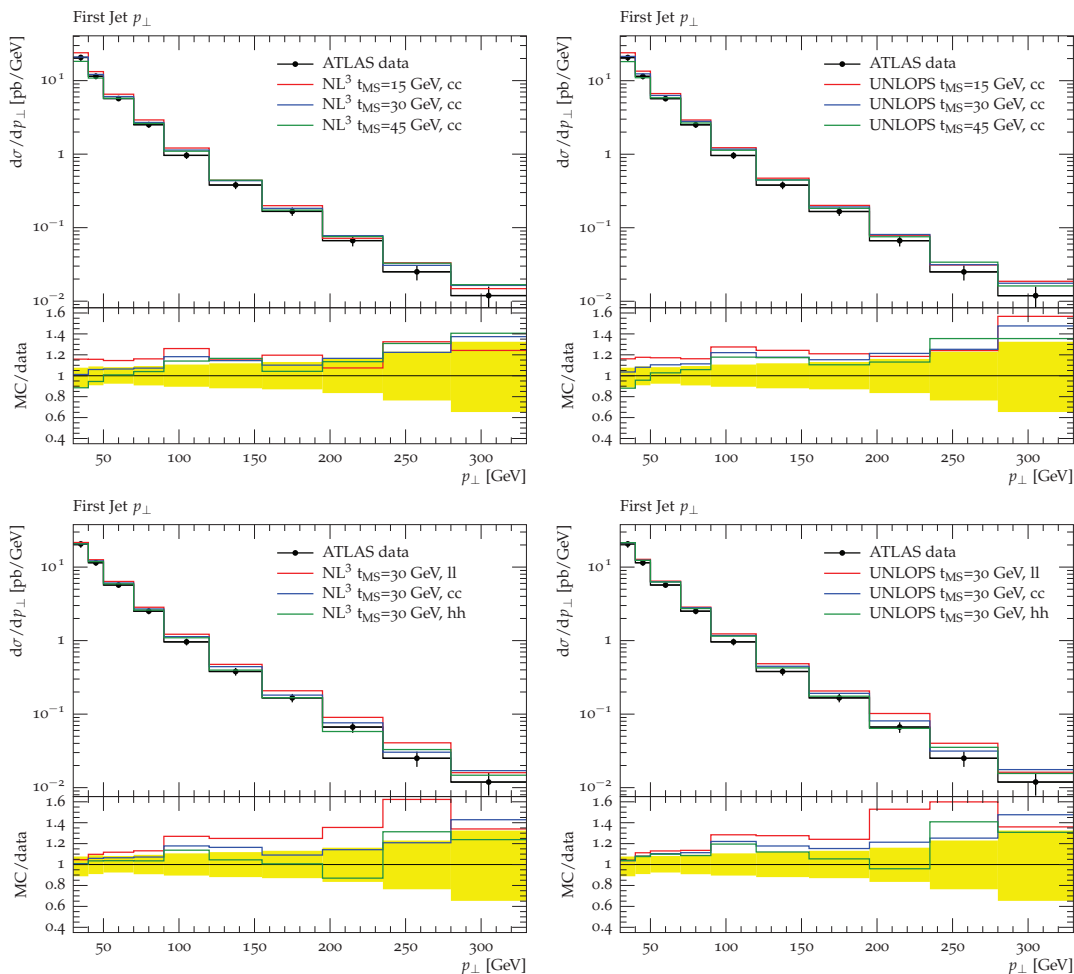 First Jet p⊥
ATLAS data
NL³ tMS=15 GeV, cc
NL³ tMS=30 GeV, cc
NL³ tMS=45 GeV, cc
dσ/dp⊥ [pb/GeV]
10¹
1
10⁻¹
10⁻²
1.6
1.4
1.2
1
0.8
0.6
0.4
MC/data
50 100 150 200 250 300
p⊥ [GeV]
First Jet p⊥
ATLAS data
UNLOPS tMS=15 GeV, cc
UNLOPS tMS=30 GeV, cc
UNLOPS tMS=45 GeV, cc
dσ/dp⊥ [pb/GeV]
10¹
1
10⁻¹
10⁻²
1.6
1.4
1.2
1
0.8
0.6
0.4
MC/data
50 100 150 200 250 300
p⊥ [GeV]
First Jet p⊥
ATLAS data
NL³ tMS=30 GeV, ll
NL³ tMS=30 GeV, cc
NL³ tMS=30 GeV, hh
dσ/dp⊥ [pb/GeV]
10¹
1
10⁻¹
10⁻²
1.6
1.4
1.2
1
0.8
0.6
0.4
MC/data
50 100 150 200 250 300
p⊥ [GeV]
First Jet p⊥
ATLAS data
UNLOPS tMS=30 GeV, ll
UNLOPS tMS=30 GeV, cc
UNLOPS tMS=30 GeV, hh
dσ/dp⊥ [pb/GeV]
10¹
1
10⁻¹
10⁻²
1.6
1.4
1.2
1
0.8
0.6
0.4
MC/data
50 100 150 200 250 300
p⊥ [GeV]